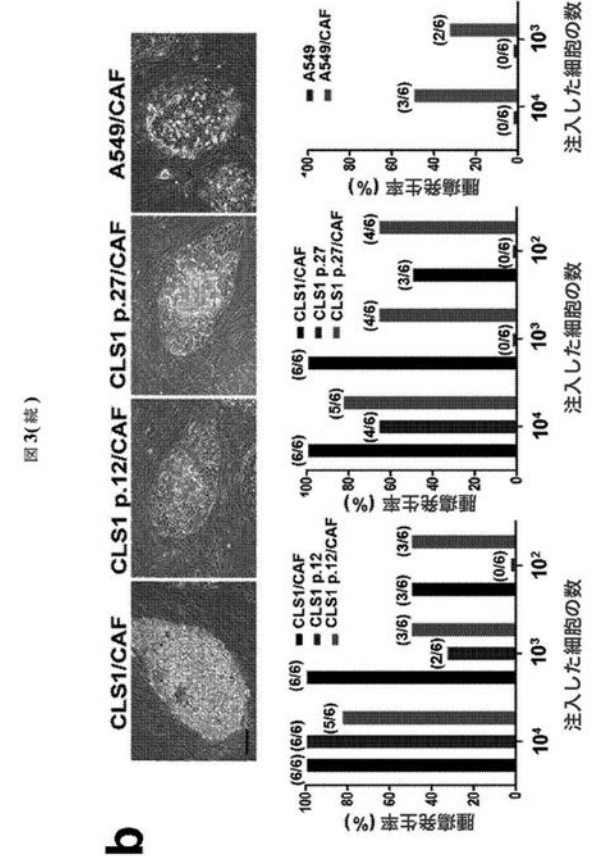 図 3( 続 )
b
CLS1/CAF
CLS1 p.12/CAF
CLS1 p.27/CAF
A549/CAF
腫瘍発生率 (%)
100
80
60
40
20
0
CLS1/CAF
CLS1 p.12
CLS1 p.12/CAF
(6/6)
(6/6)
(5/6)
(6/6)
(2/6)
(3/6)
(3/6)
(0/6)
(3/6)
10⁴
10³
10²
注入した細胞の数
腫瘍発生率 (%)
100
80
60
40
20
0
CLS1/CAF
CLS1 p.27
CLS1 p.27/CAF
(6/6)
(4/6)
(5/6)
(6/6)
(0/6)
(4/6)
(3/6)
(0/6)
(4/6)
10⁴
10³
10²
注入した細胞の数
腫瘍発生率 (%)
100
80
60
40
20
0
A549
A549/CAF
(0/6)
(3/6)
(0/6)
(2/6)
10⁴
10³
注入した細胞の数